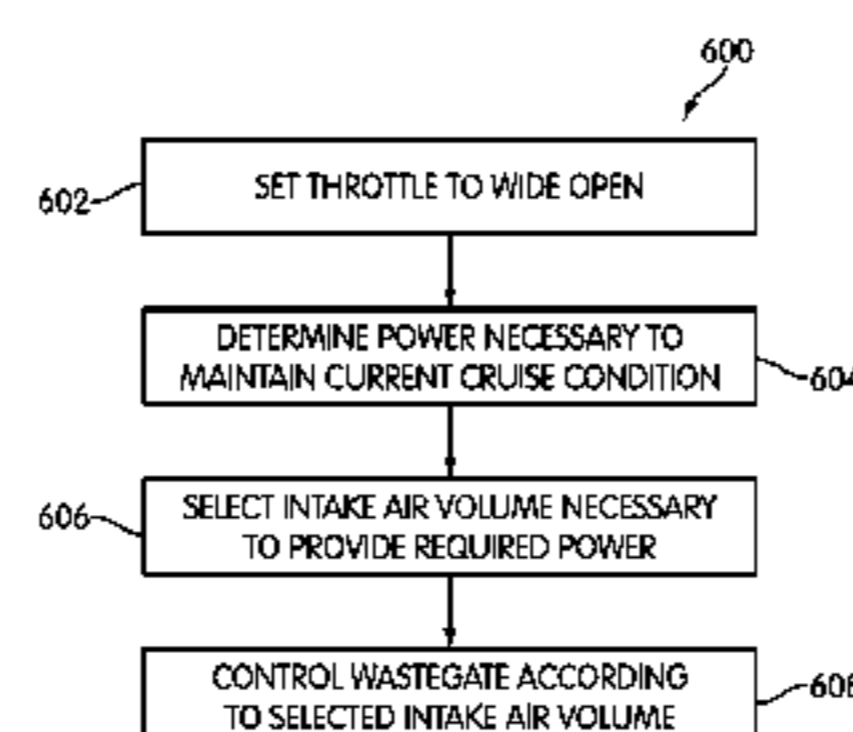 600
602
SET THROTTLE TO WIDE OPEN
DETERMINE POWER NECESSARY TO
MAINTAIN CURRENT CRUISE CONDITION
604
606
SELECT INTAKE AIR VOLUME NECESSARY
TO PROVIDE REQUIRED POWER
CONTROL WASTEGATE ACCORDING
TO SELECTED INTAKE AIR VOLUME